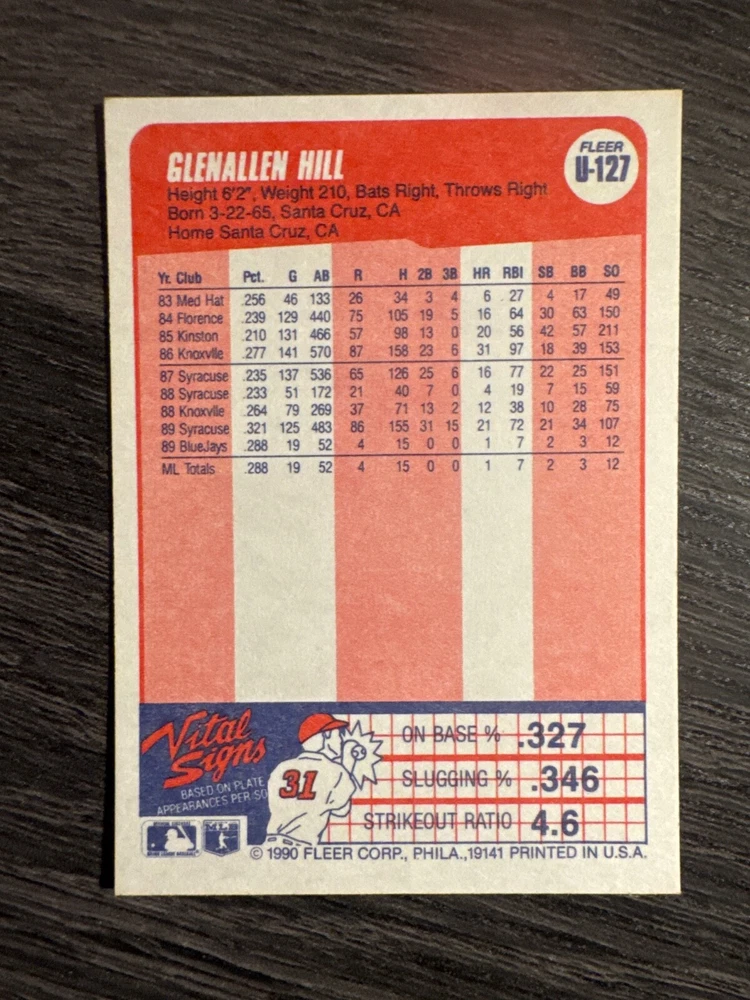 GLENALLEN HILL
FLEER
U-127
Height 6'2", Weight 210, Bats Right, Throws Right
Born 3-22-65, Santa Cruz, CA
Home Santa Cruz, CA
Yr. Club Pct. G AB R H 2B 3B HR RBI SB BB SO
83 Med Hat .256 46 133 26 34 3 4 6 27 4 17 49
84 Florence .239 129 440 75 105 19 5 16 64 30 63 150
85 Kinston .210 131 466 57 98 13 0 20 56 42 57 211
86 Knoxvlle .277 141 570 87 158 23 6 31 97 18 39 153
87 Syracuse .235 137 536 65 126 25 6 16 77 22 25 151
88 Syracuse .233 51 172 21 40 7 0 4 19 7 15 59
88 Knoxvlle .264 79 269 37 71 13 2 12 38 10 28 75
89 Syracuse .321 125 483 86 155 31 15 21 72 21 34 107
89 BlueJays .288 19 52 4 15 0 0 1 7 2 3 12
ML Totals .288 19 52 4 15 0 0 1 7 2 3 12
Vital
Signs
BASED ON PLATE
APPEARANCES PER SO
31
ON BASE % .327
SLUGGING % .346
STRIKEOUT RATIO 4.6
© 1990 FLEER CORP., PHILA.,19141 PRINTED IN U.S.A.